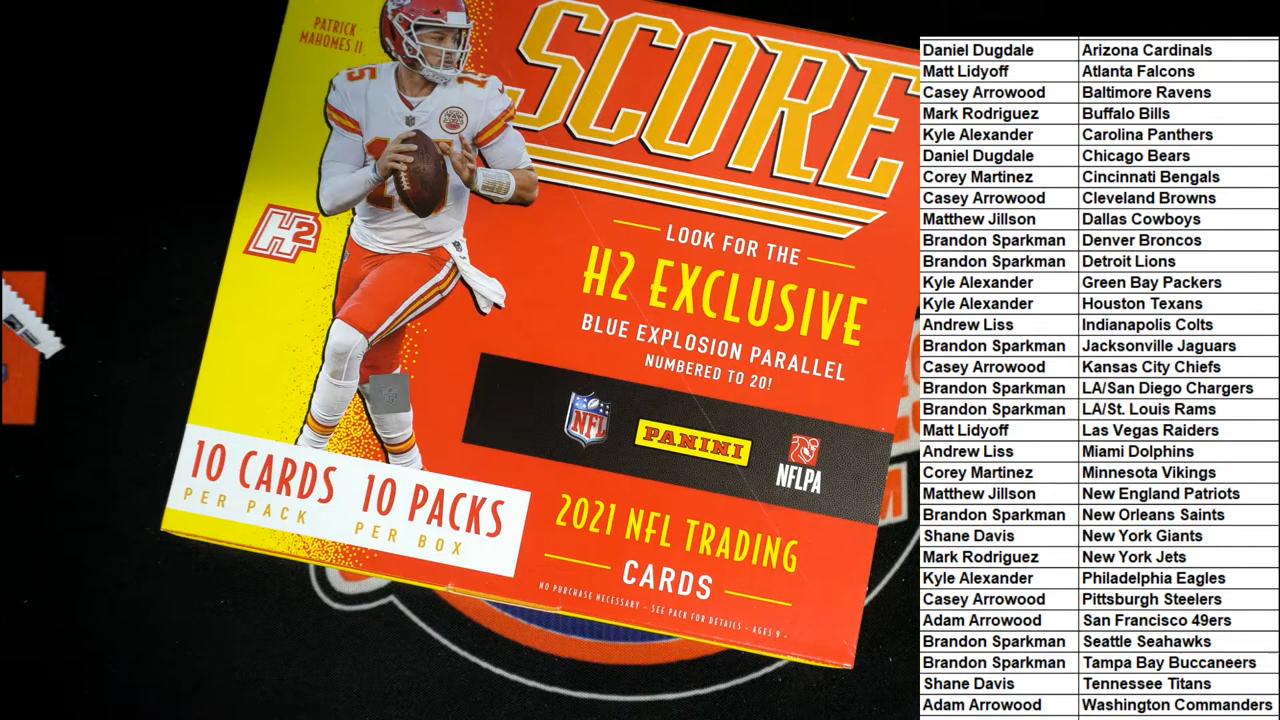 PATRICK
MAHOMES II
SCORE
15
H2
LOOK FOR THE
H2 EXCLUSIVE
BLUE EXPLOSION PARALLEL
NUMBERED TO 20!
NFL
PANINI
NFLPA
10 CARDS
PER PACK
10 PACKS
PER BOX
2021 NFL TRADING
CARDS
NO PURCHASE NECESSARY - SEE PACK FOR DETAILS - AGES 9+
Daniel Dugdale Arizona Cardinals
Matt Lidyoff Atlanta Falcons
Casey Arrowood Baltimore Ravens
Mark Rodriguez Buffalo Bills
Kyle Alexander Carolina Panthers
Daniel Dugdale Chicago Bears
Corey Martinez Cincinnati Bengals
Casey Arrowood Cleveland Browns
Matthew Jillson Dallas Cowboys
Brandon Sparkman Denver Broncos
Brandon Sparkman Detroit Lions
Kyle Alexander Green Bay Packers
Kyle Alexander Houston Texans
Andrew Liss Indianapolis Colts
Brandon Sparkman Jacksonville Jaguars
Casey Arrowood Kansas City Chiefs
Brandon Sparkman LA/San Diego Chargers
Brandon Sparkman LA/St. Louis Rams
Matt Lidyoff Las Vegas Raiders
Andrew Liss Miami Dolphins
Corey Martinez Minnesota Vikings
Matthew Jillson New England Patriots
Brandon Sparkman New Orleans Saints
Shane Davis New York Giants
Mark Rodriguez New York Jets
Kyle Alexander Philadelphia Eagles
Casey Arrowood Pittsburgh Steelers
Adam Arrowood San Francisco 49ers
Brandon Sparkman Seattle Seahawks
Brandon Sparkman Tampa Bay Buccaneers
Shane Davis Tennessee Titans
Adam Arrowood Washington Commanders